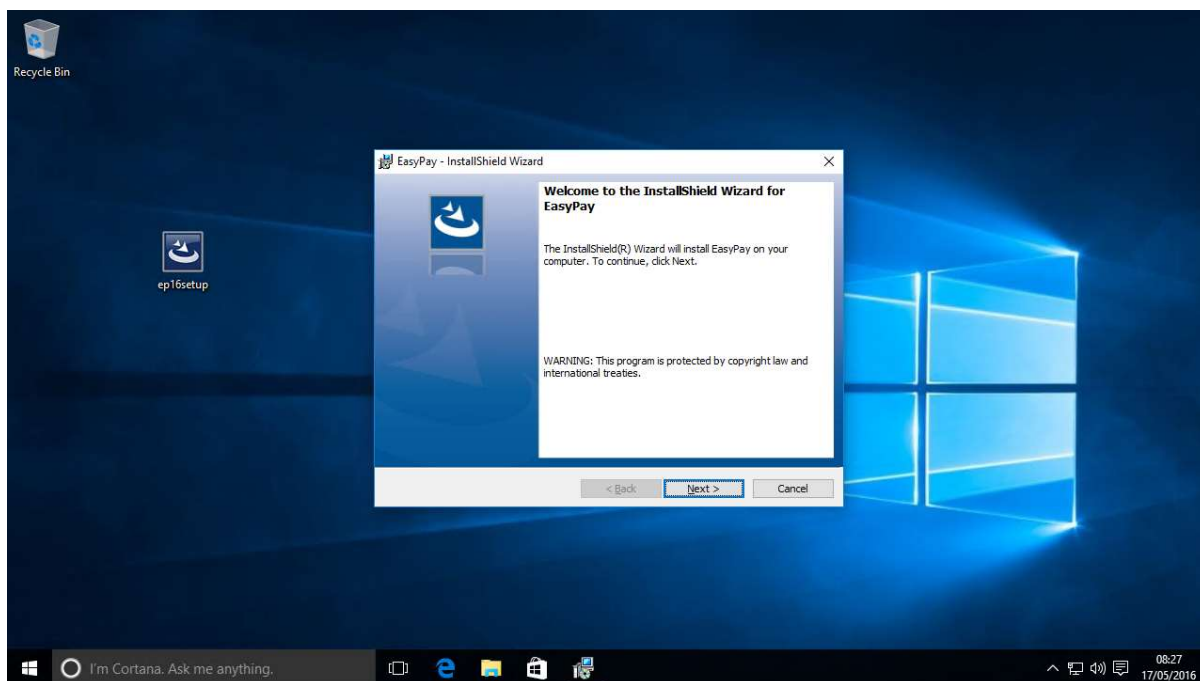 Recycle Bin
EasyPay - InstallShield Wizard
Welcome to the InstallShield Wizard for
EasyPay
The InstallShield(R) Wizard will install EasyPay on your
computer. To continue, click Next.
ep16setup
WARNING: This program is protected by copyright law and
international treaties.
< Back Next > Cancel
I'm Cortana. Ask me anything.
08:27
17/05/2016